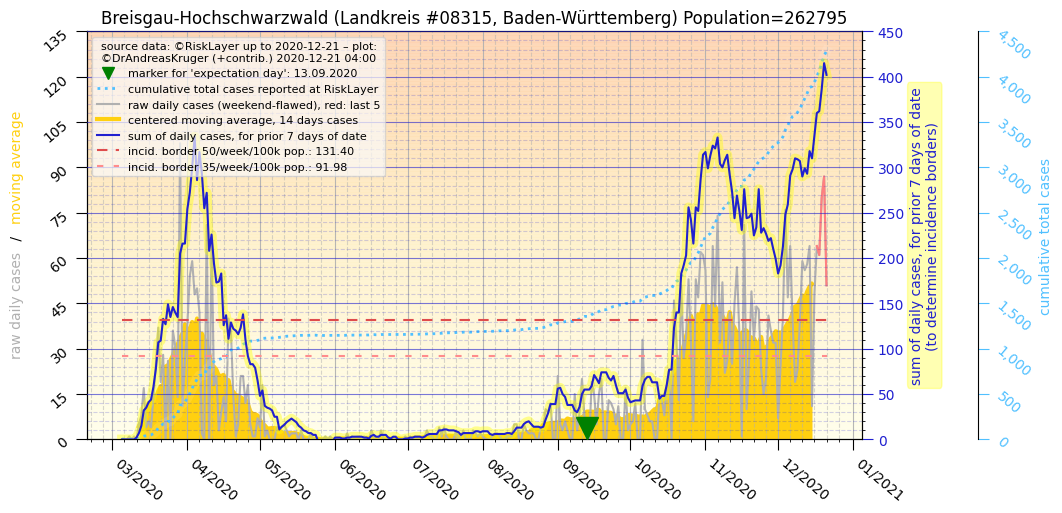 Breisgau-Hochschwarzwald (Landkreis #08315, Baden-Württemberg) Population=262795
source data: ©RiskLayer up to 2020-12-21 – plot:
©DrAndreasKruger (+contrib.) 2020-12-21 04:00
marker for 'expectation day': 13.09.2020
cumulative total cases reported at RiskLayer
raw daily cases (weekend-flawed), red: last 5
centered moving average, 14 days cases
sum of daily cases, for prior 7 days of date
incid. border 50/week/100k pop.: 131.40
incid. border 35/week/100k pop.: 91.98
raw daily cases / moving average
135
120
105
90
75
60
45
30
15
0
03/2020
04/2020
05/2020
06/2020
07/2020
08/2020
09/2020
10/2020
11/2020
12/2020
01/2021
450
400
350
300
250
200
150
100
50
0
sum of daily cases, for prior 7 days of date
(to determine incidence borders)
4,500
4,000
3,500
3,000
2,500
2,000
1,500
1,000
500
0
cumulative total cases